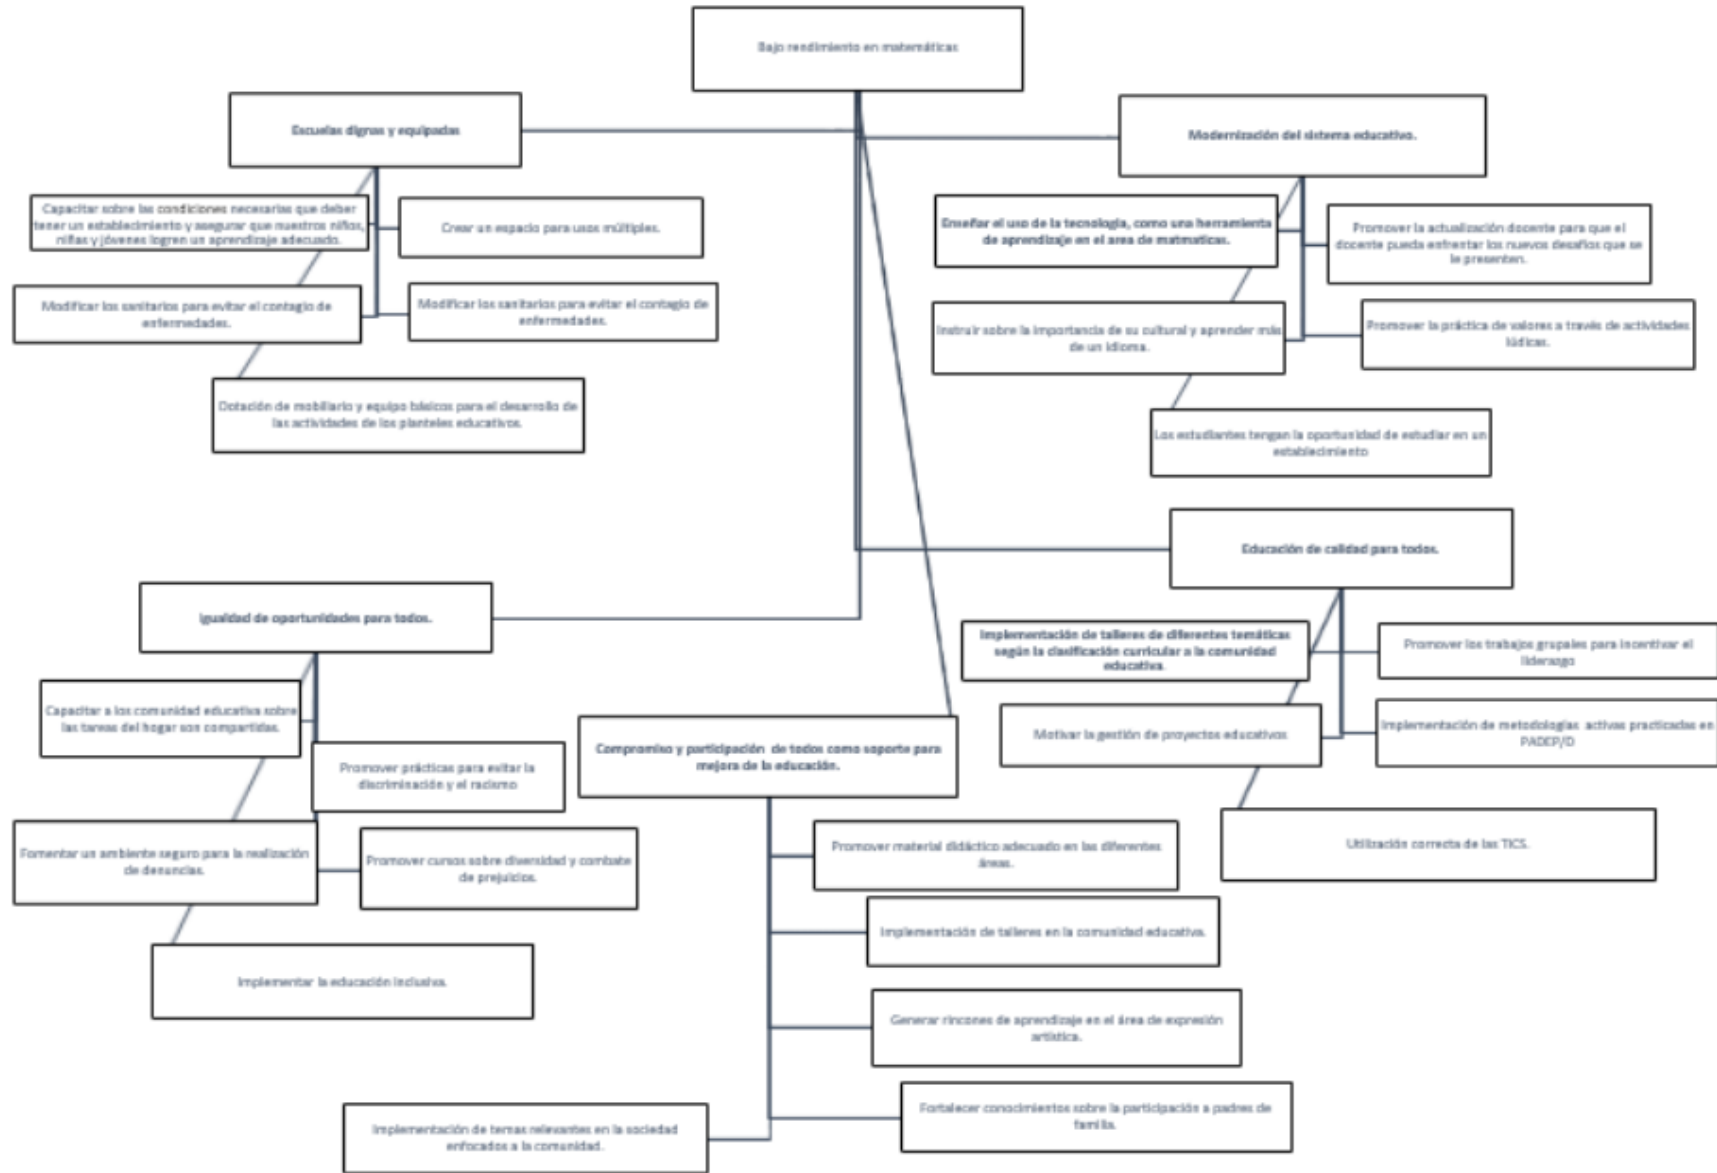 Bajo rendimiento en matemáticas
Escuelas dignas y equipadas
Capacitar sobre las condiciones necesarias que deber
tener un establecimiento y asegurar que nuestros niños,
niñas y jóvenes logren un aprendizaje adecuado.
Crear un espacio para usos múltiples.
Modificar los sanitarios para evitar el contagio de
enfermedades.
Modificar los sanitarios para evitar el contagio de
enfermedades.
Dotación de mobiliario y equipo básicos para el desarrollo de
las actividades de los planteles educativos.
Modernización del sistema educativo.
Enseñar el uso de la tecnología, como una herramienta
de aprendizaje en el area de matmaticas.
Promover la actualización docente para que el
docente pueda enfrentar los nuevos desafíos que se
le presenten.
Instruir sobre la importancia de su cultural y aprender más
de un idioma.
Promover la práctica de valores a través de actividades
lúdicas.
Los estudiantes tengan la oportunidad de estudiar en un
establecimiento
Educación de calidad para todos.
Implementación de talleres de diferentes temáticas
según la clasificación curricular a la comunidad
educativa.
Promover los trabajos grupales para incentivar el
liderazgo
Motivar la gestión de proyectos educativos
Implementación de metodologías activas practicadas en
PADEP/D
Utilización correcta de las TICS.
Igualdad de oportunidades para todos.
Capacitar a los comunidad educativa sobre
las tareas del hogar son compartidas.
Promover prácticas para evitar la
discriminación y el racismo
Fomentar un ambiente seguro para la realización
de denuncias.
Promover cursos sobre diversidad y combate
de prejuicios.
Implementar la educación inclusiva.
Compromiso y participación de todos como soporte para
mejora de la educación.
Promover material didáctico adecuado en las diferentes
áreas.
Implementación de talleres en la comunidad educativa.
Generar rincones de aprendizaje en el área de expresión
artística.
Fortalecer conocimientos sobre la participación a padres de
familia.
Implementación de temas relevantes en la sociedad
enfocados a la comunidad.